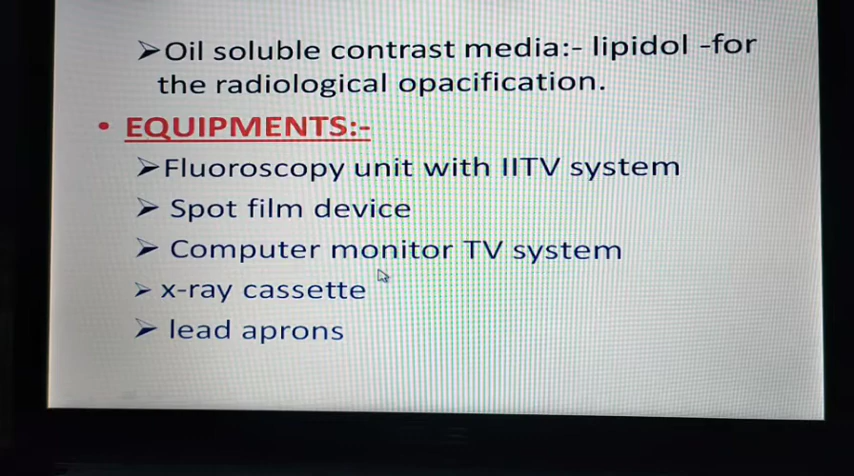 ➢Oil soluble contrast media:- lipidol -for
the radiological opacification.
• EQUIPMENTS:-
➢Fluoroscopy unit with IITV system
➢ Spot film device
➢ Computer monitor TV system
➢ x-ray cassette
➢ lead aprons